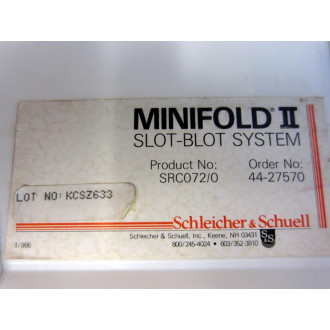 MINIFOLD® II
SLOT-BLOT SYSTEM
Product No: Order No:
SRC072/0 44-27570
LOT NO: KCSZ633
Schleicher & Schuell
Schleicher & Schuell, Inc., Keene, NH 03431
800/245-4024 • 603/352-3810
S&S